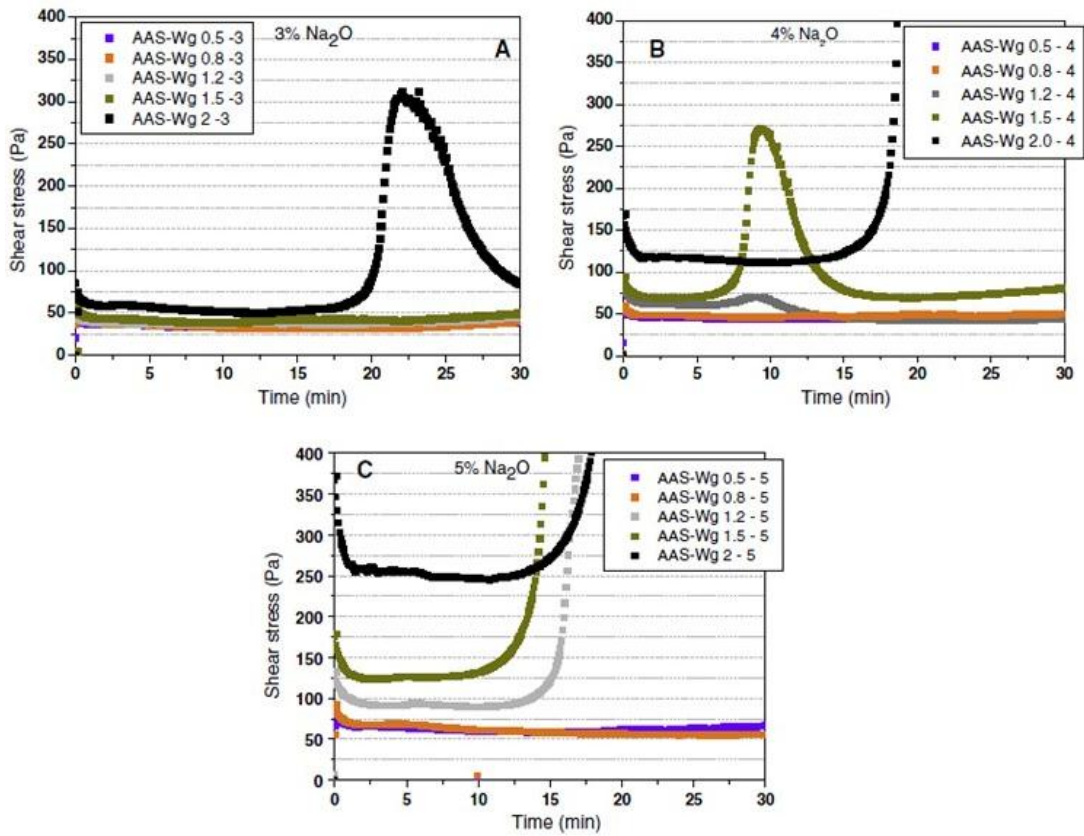 3% Na₂O
A
AAS-Wg 0.5 -3
AAS-Wg 0.8 -3
AAS-Wg 1.2 -3
AAS-Wg 1.5 -3
AAS-Wg 2 -3
Shear stress (Pa)
400
350
300
250
200
150
100
50
0
0 5 10 15 20 25 30
Time (min)
B
4% Na₂O
AAS-Wg 0.5 - 4
AAS-Wg 0.8 - 4
AAS-Wg 1.2 - 4
AAS-Wg 1.5 - 4
AAS-Wg 2.0 - 4
Shear stress (Pa)
400
350
300
250
200
150
100
50
0
0 5 10 15 20 25 30
Time (min)
C
5% Na₂O
AAS-Wg 0.5 - 5
AAS-Wg 0.8 - 5
AAS-Wg 1.2 - 5
AAS-Wg 1.5 - 5
AAS-Wg 2 - 5
Shear stress (Pa)
400
350
300
250
200
150
100
50
0
0 5 10 15 20 25 30
Time (min)